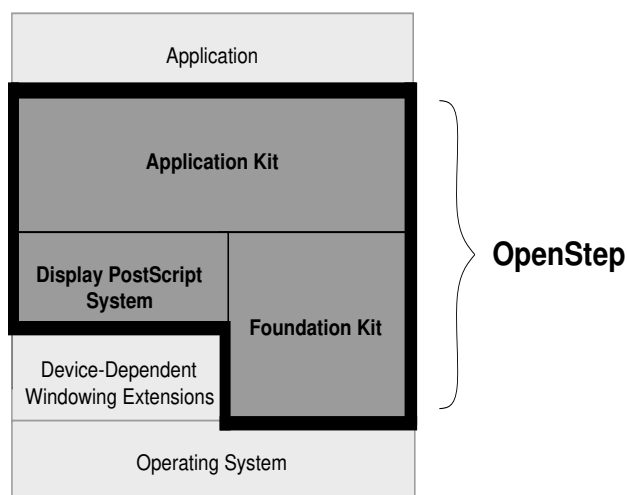 Application
Application Kit
OpenStep
Display PostScript
System
Foundation Kit
Device-Dependent
Windowing Extensions
Operating System